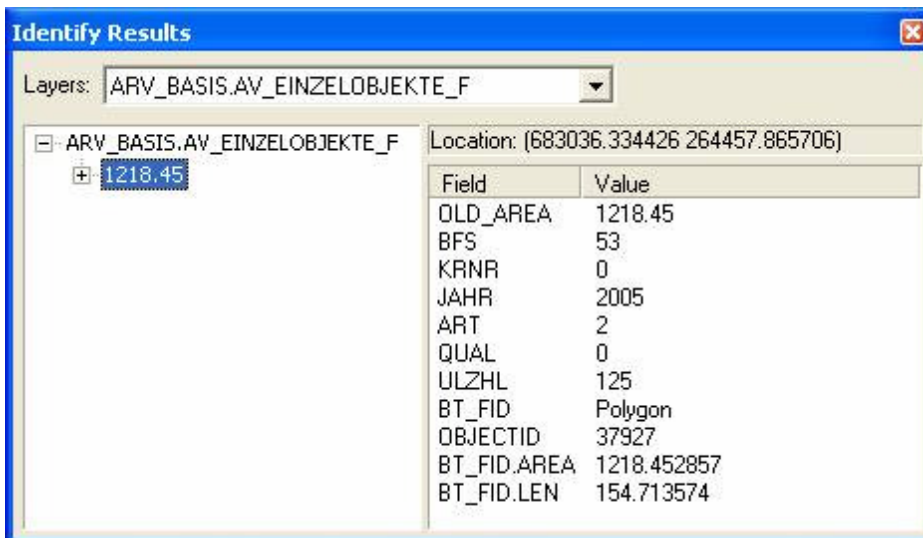 Identify Results
Layers: ARV_BASIS.AV_EINZELOBJEKTE_F
ARV_BASIS.AV_EINZELOBJEKTE_F
1218.45
Location: (683036.334426 264457.865706)
Field Value
OLD_AREA 1218.45
BFS 53
KRNR 0
JAHR 2005
ART 2
QUAL 0
ULZHL 125
BT_FID Polygon
OBJECTID 37927
BT_FID.AREA 1218.452857
BT_FID.LEN 154.713574